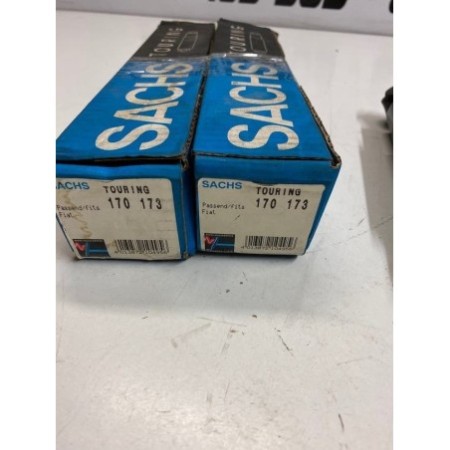 TOURING
SACHS
SACHS TOURING
Passend/fits 170 173
Fiat
TOURING
SACHS
SACHS TOURING
Passend/fits 170 173
Fiat